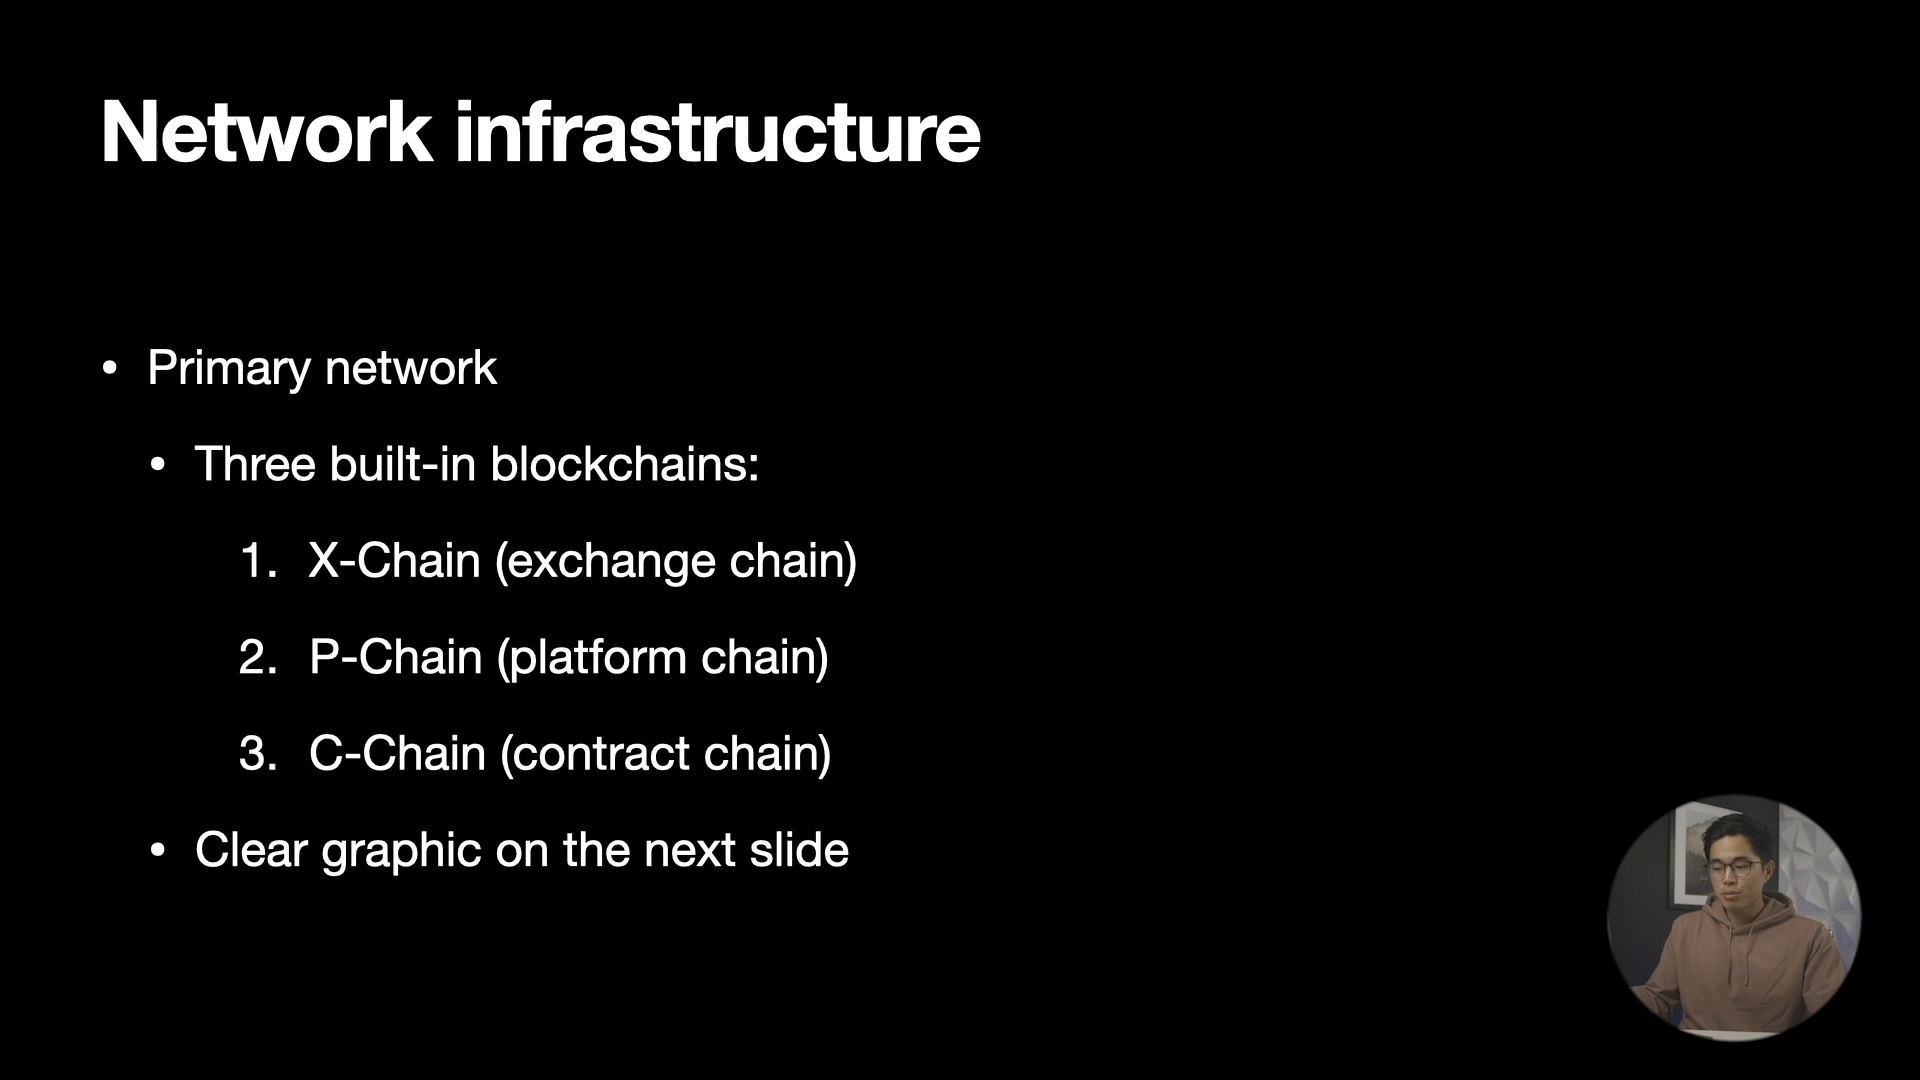 Network infrastructure
• Primary network
• Three built-in blockchains:
1. X-Chain (exchange chain)
2. P-Chain (platform chain)
3. C-Chain (contract chain)
• Clear graphic on the next slide